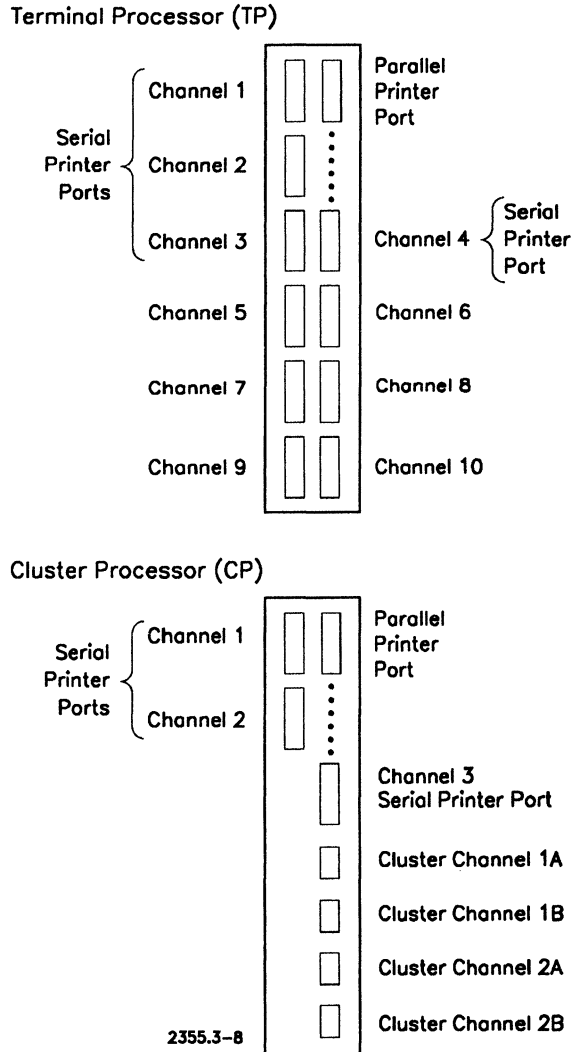 Terminal Processor (TP)
Serial
Printer
Ports
Channel 1
Channel 2
Channel 3
Channel 5
Channel 7
Channel 9
Parallel
Printer
Port
Channel 4
Serial
Printer
Port
Channel 6
Channel 8
Channel 10
Cluster Processor (CP)
Serial
Printer
Ports
Channel 1
Channel 2
Parallel
Printer
Port
Channel 3
Serial Printer Port
Cluster Channel 1A
Cluster Channel 1B
Cluster Channel 2A
Cluster Channel 2B
2355.3-8